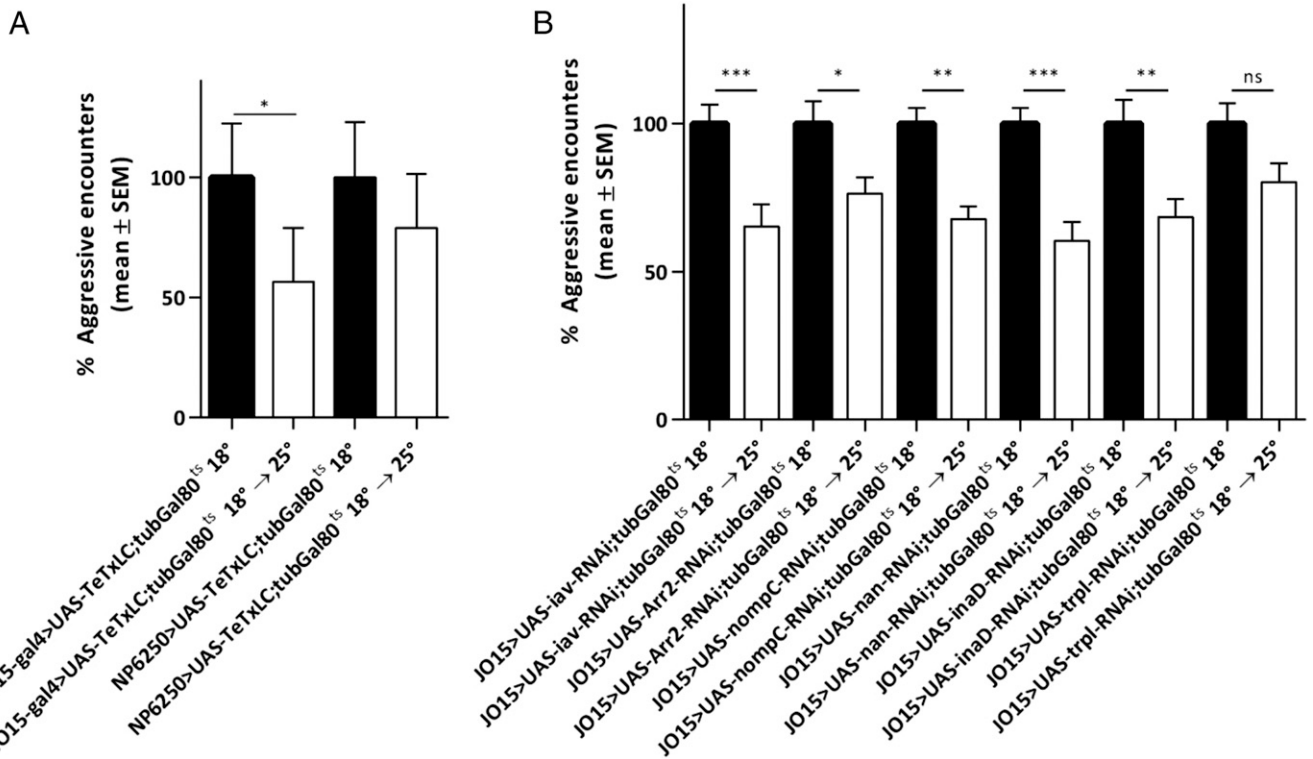 A
% Aggressive encounters
(mean ± SEM)
100
50
0
*
15-gal4>UAS-TeTxLC;tubGal80ts 18°
JO15-gal4>UAS-TeTxLC;tubGal80ts 18° → 25°
NP6250>UAS-TeTxLC;tubGal80ts 18°
NP6250>UAS-TeTxLC;tubGal80ts 18° → 25°
B
% Aggressive encounters
(mean ± SEM)
100
50
0
***
*
**
***
**
ns
JO15>UAS-iav-RNAi;tubGal80ts 18°
JO15>UAS-iav-RNAi;tubGal80ts 18° → 25°
JO15>UAS-Arr2-RNAi;tubGal80ts 18°
JO15>UAS-Arr2-RNAi;tubGal80ts 18° → 25°
JO15>UAS-nompC-RNAi;tubGal80ts 18°
JO15>UAS-nompC-RNAi;tubGal80ts 18° → 25°
JO15>UAS-nan-RNAi;tubGal80ts 18°
JO15>UAS-nan-RNAi;tubGal80ts 18° → 25°
JO15>UAS-inaD-RNAi;tubGal80ts 18°
JO15>UAS-inaD-RNAi;tubGal80ts 18° → 25°
JO15>UAS-trpl-RNAi;tubGal80ts 18°
JO15>UAS-trpl-RNAi;tubGal80ts 18° → 25°